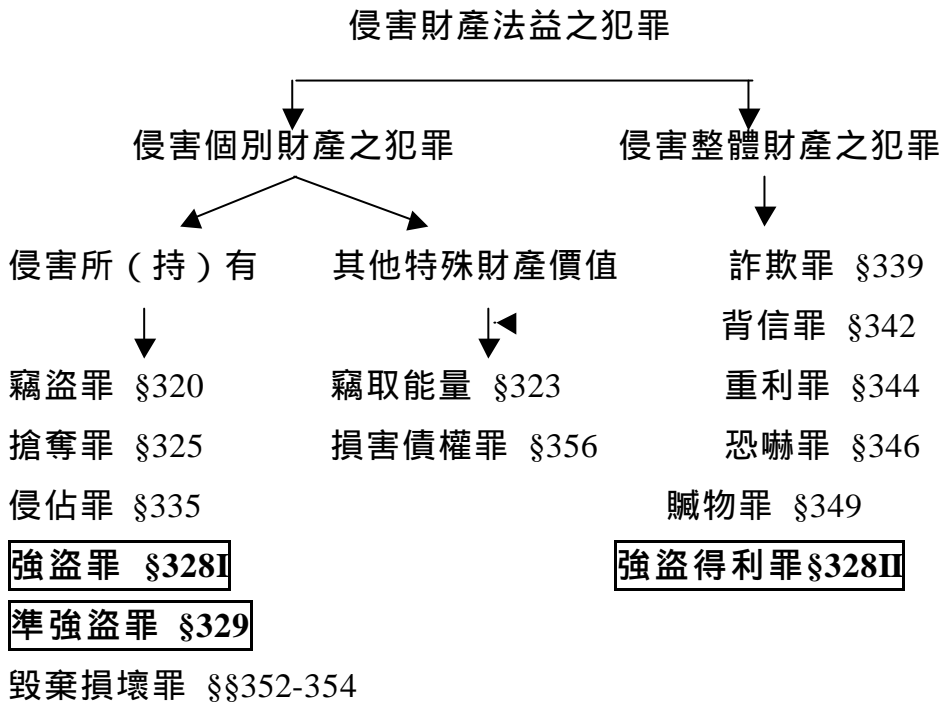 侵害財產法益之犯罪
侵害個別財產之犯罪
侵害整體財產之犯罪
侵害所（持）有
其他特殊財產價值
詐欺罪 §339
背信罪 §342
竊盜罪 §320
竊取能量 §323
重利罪 §344
搶奪罪 §325
損害債權罪 §356
恐嚇罪 §346
侵佔罪 §335
贓物罪 §349
強盜罪 §328I
強盜得利罪§328II
準強盜罪 §329
毀棄損壞罪 §§352-354